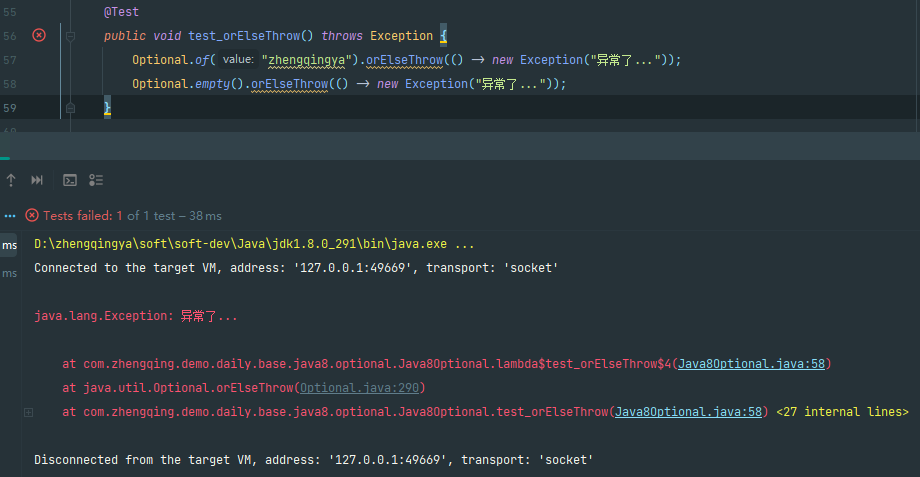 55 @Test
56 public void test_orElseThrow() throws Exception {
57 Optional.of( value: "zhengqingya").orElseThrow(() -> new Exception("异常了..."));
58 Optional.empty().orElseThrow(() -> new Exception("异常了..."));
59 }
... Tests failed: 1 of 1 test – 38 ms
ms D:\zhengqingya\soft\soft-dev\Java\jdk1.8.0_291\bin\java.exe ...
ms Connected to the target VM, address: '127.0.0.1:49669', transport: 'socket'
java.lang.Exception: 异常了...
at com.zhengqing.demo.daily.base.java8.optional.Java8Optional.lambda$test_orElseThrow$4(Java8Optional.java:58)
at java.util.Optional.orElseThrow(Optional.java:290)
at com.zhengqing.demo.daily.base.java8.optional.Java8Optional.test_orElseThrow(Java8Optional.java:58) <27 internal lines>
Disconnected from the target VM, address: '127.0.0.1:49669', transport: 'socket'